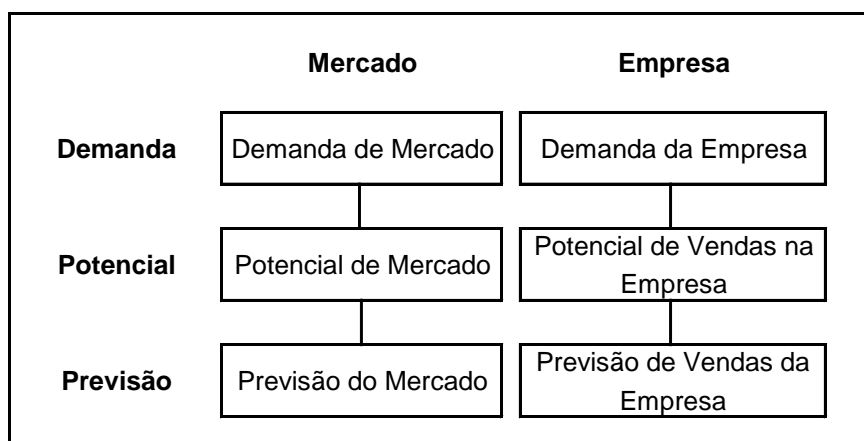 Mercado Empresa
Demanda Demanda de Mercado Demanda da Empresa
Potencial Potencial de Mercado Potencial de Vendas na
Empresa
Previsão Previsão do Mercado Previsão de Vendas da
Empresa